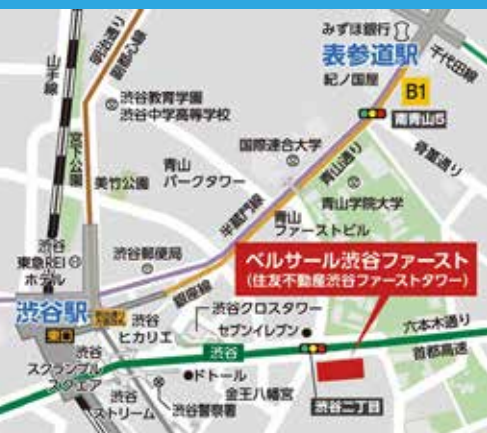 みずほ銀行
表参道駅
千代田線
明治通り
副都心線
紀ノ国屋
B1
山手線
渋谷教育学園
渋谷中学高等学校
南青山5
宮下公園
国際連合大学
骨董通り
青山
パークタワー
美竹公園
青山通り
半蔵門線
青山学院大学
青山
ファーストビル
渋谷
東急REI
ホテル
渋谷郵便局
ベルサール渋谷ファースト
(住友不動産渋谷ファーストタワー)
銀座線
渋谷駅
渋谷
ヒカリエ
渋谷クロスタワー
セブンイレブン
六本木通り
首都高速
渋谷
渋谷
スクランブル
スクエア
ドトール
金王八幡宮
渋谷二丁目
渋谷
ストリーム
渋谷警察署